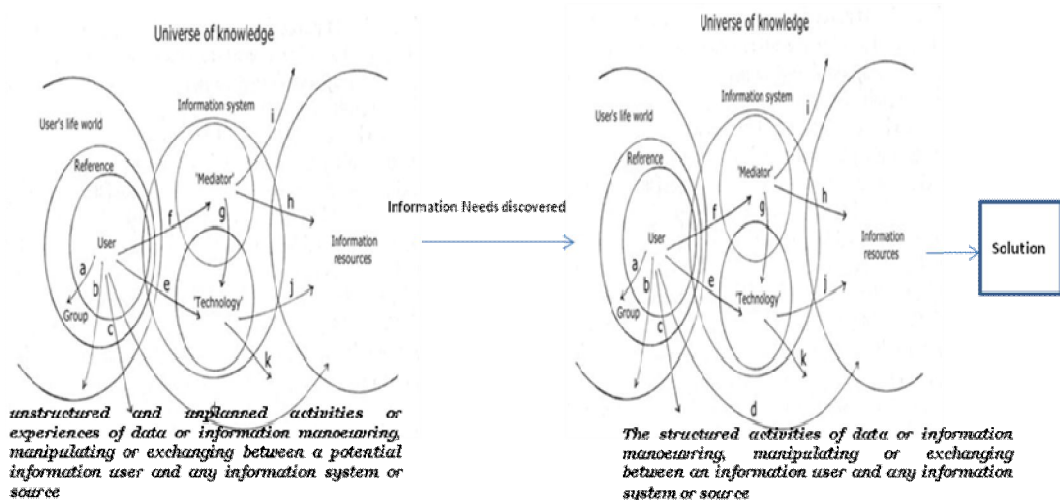 Universe of knowledge
Information system
i
User's life world
Reference
'Mediator'
h
f
g
User
Information
resources
a
b
e
j
'Technology'
Group
c
k
unstructured and unplanned activities or
experiences of data or information manoeuvring,
manipulating or exchanging between a potential
information user and any information system or
source
Information Needs discovered
Universe of knowledge
Information system
i
User's life world
Reference
'Mediator'
h
f
g
User
Information
resources
a
b
e
'Technology'
Group
c
k
d
The structured activities of data or information
manoeuvring, manipulating or exchanging
between an information user and any information
system or source
Solution